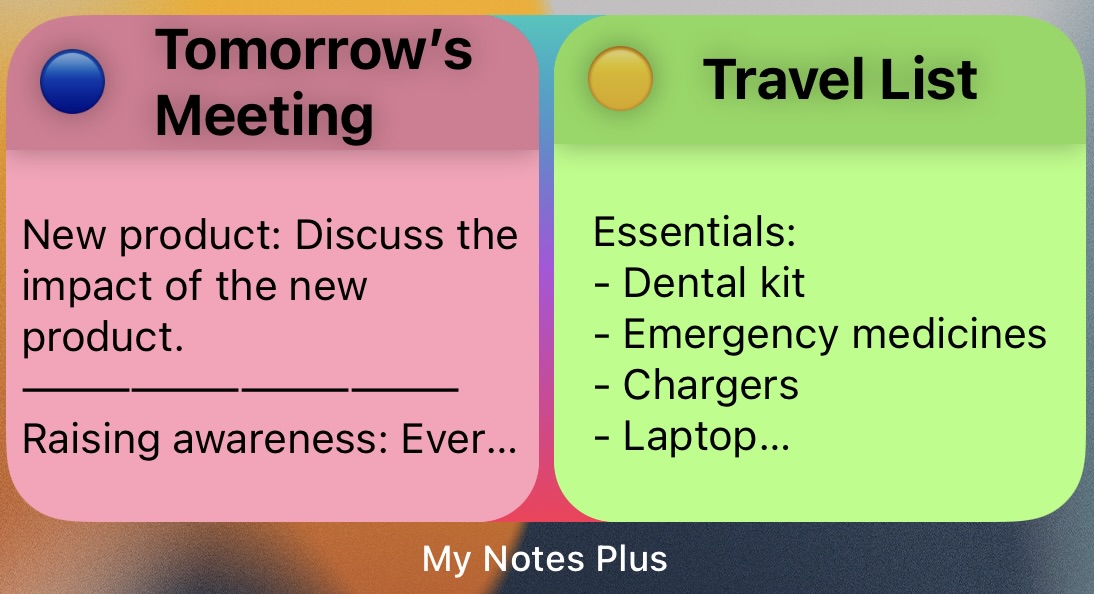 Tomorrow’s
Meeting
New product: Discuss the
impact of the new
product.
————————
Raising awareness: Ever...
Travel List
Essentials:
- Dental kit
- Emergency medicines
- Chargers
- Laptop...
My Notes Plus